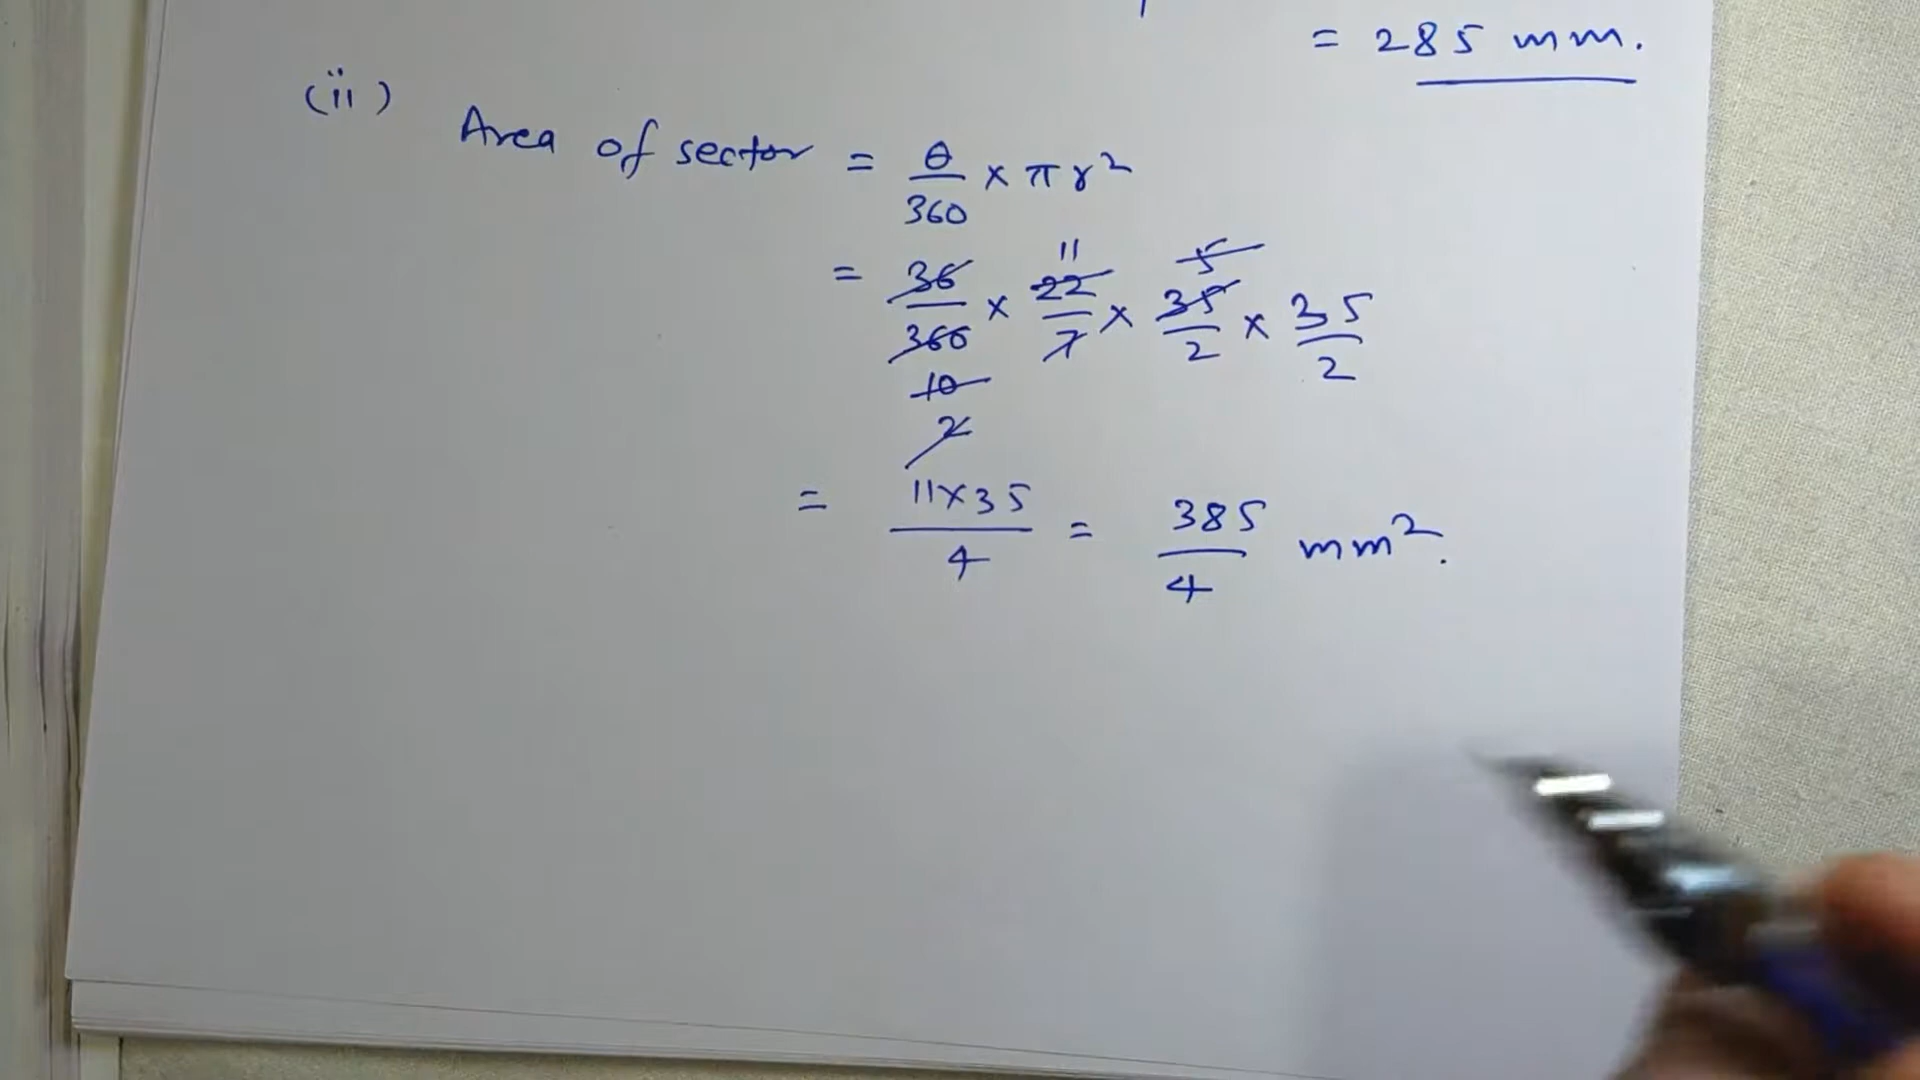 = 285 mm.
(ii) Area of sector = θ/360 × πr²
= 36/360 × 22/7 × 35/2 × 35/2
11 5
10
2
= 11×35/4 = 385/4 mm².